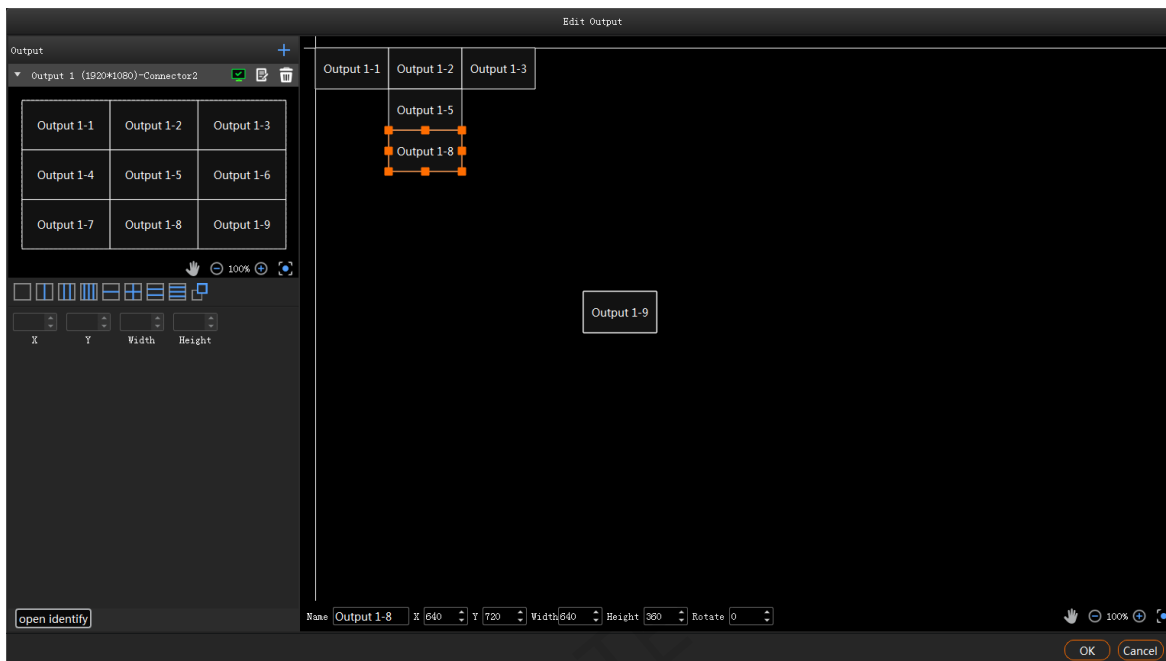 Edit Output
Output
Output 1 (1920*1080)-Connector2
Output 1-1 Output 1-2 Output 1-3
Output 1-4 Output 1-5 Output 1-6
Output 1-7 Output 1-8 Output 1-9
100%
X Y Width Height
open identify
Output 1-1 Output 1-2 Output 1-3
Output 1-5
Output 1-8
Output 1-9
Name Output 1-8 X 640 Y 720 Width 640 Height 360 Rotate 0
100%
OK Cancel